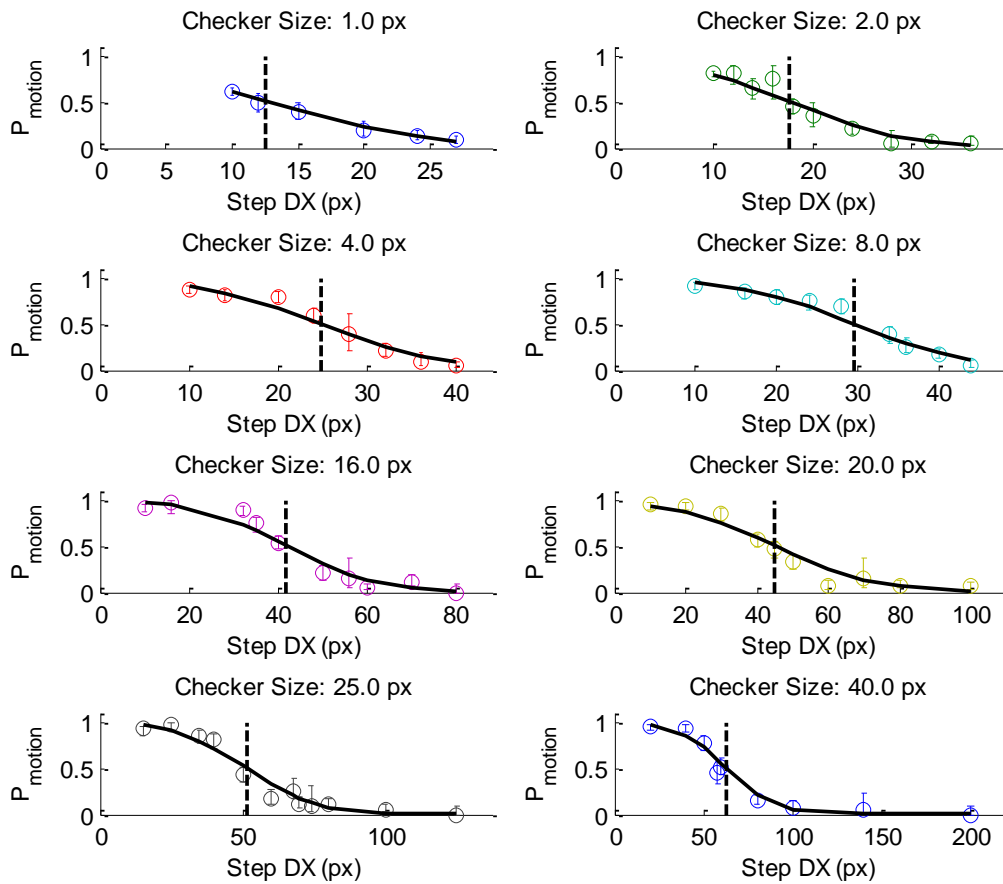 Checker Size: 1.0 px
P motion
1
0.5
0
0 5 10 15 20 25
Step DX (px)
Checker Size: 2.0 px
P motion
1
0.5
0
10 20 30
Step DX (px)
Checker Size: 4.0 px
P motion
1
0.5
0
10 20 30 40
Step DX (px)
Checker Size: 8.0 px
P motion
1
0.5
0
10 20 30 40
Step DX (px)
Checker Size: 16.0 px
P motion
1
0.5
0
0 20 40 60 80
Step DX (px)
Checker Size: 20.0 px
P motion
1
0.5
0
0 20 40 60 80 100
Step DX (px)
Checker Size: 25.0 px
P motion
1
0.5
0
0 50 100
Step DX (px)
Checker Size: 40.0 px
P motion
1
0.5
0
0 50 100 150 200
Step DX (px)